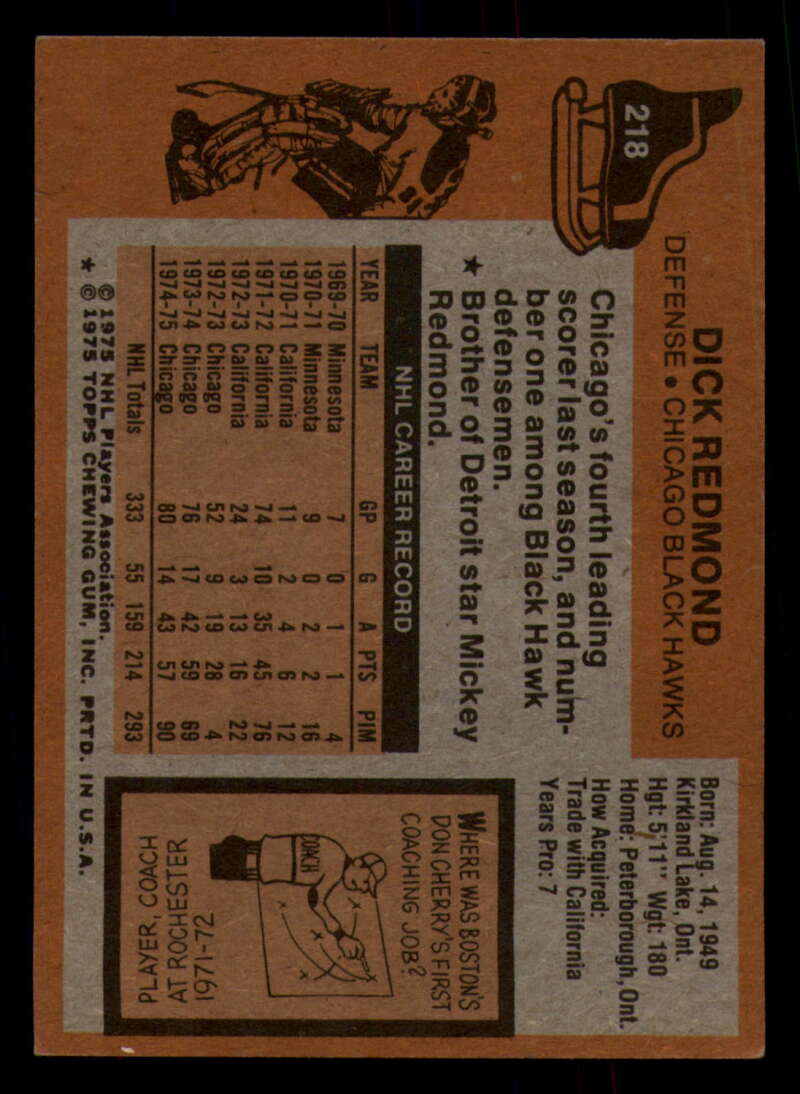 218
DICK REDMOND
DEFENSE • CHICAGO BLACK HAWKS
Chicago's fourth leading
scorer last season, and num-
ber one among Black Hawk
defensemen.
★ Brother of Detroit star Mickey
Redmond.
Born: Aug. 14, 1949
Kirkland Lake, Ont.
Hgt: 5'11" Wgt: 180
Home: Peterborough, Ont.
How Acquired:
Trade with California
Years Pro: 7
NHL CAREER RECORD
YEAR TEAM GP G A PTS PIM
1969-70 Minnesota 7 0 1 1 4
1970-71 Minnesota 9 0 2 2 16
1970-71 California 11 2 4 6 12
1971-72 California 74 10 35 45 76
1972-73 California 24 3 13 16 22
1972-73 Chicago 52 9 19 28 4
1973-74 Chicago 76 17 42 59 69
1974-75 Chicago 80 14 43 57 90
NHL Totals 333 55 159 214 293
WHERE WAS BOSTON'S
DON CHERRY'S FIRST
COACHING JOB?
COACH
X
X
X
PLAYER, COACH
AT ROCHESTER
1971-72
© 1975 NHL Players Association.
★ © 1975 TOPPS CHEWING GUM, INC. PRTD. IN U.S.A.